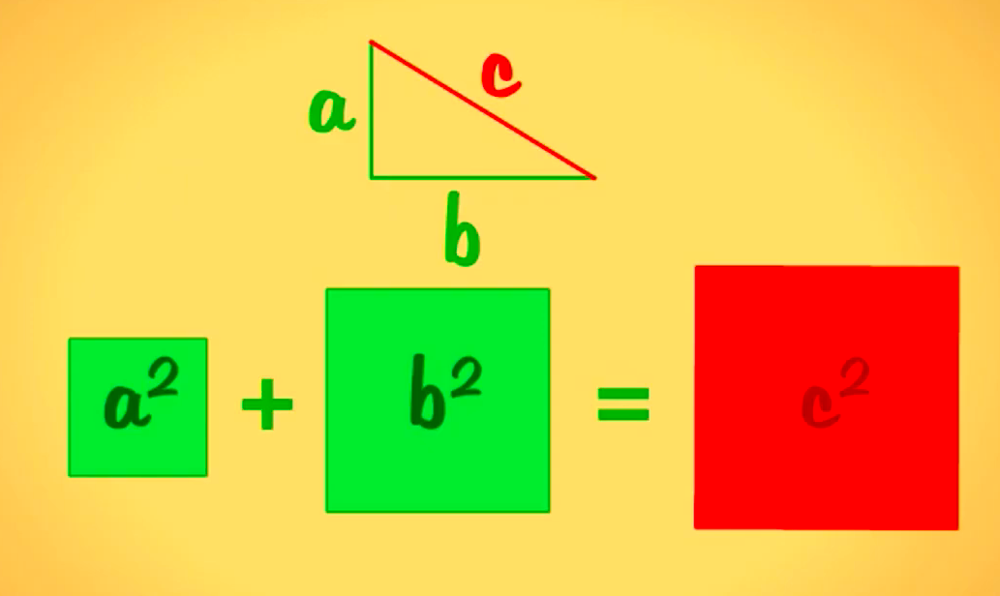 c
a
b
a² + b² = c²